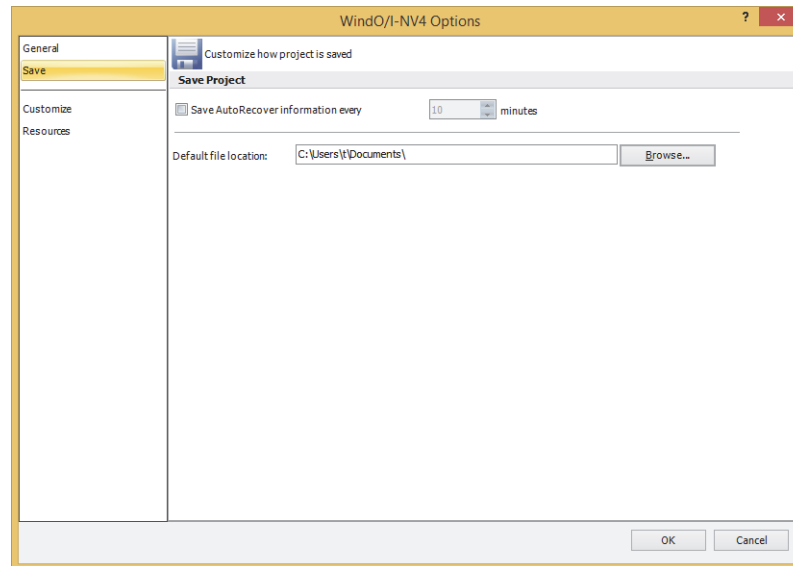 WindO/I-NV4 Options
?
×
General
Save
Customize
Resources
Customize how project is saved
Save Project
Save AutoRecover information every 10 minutes
Default file location: C:\Users\t\Documents\ Browse...
OK Cancel